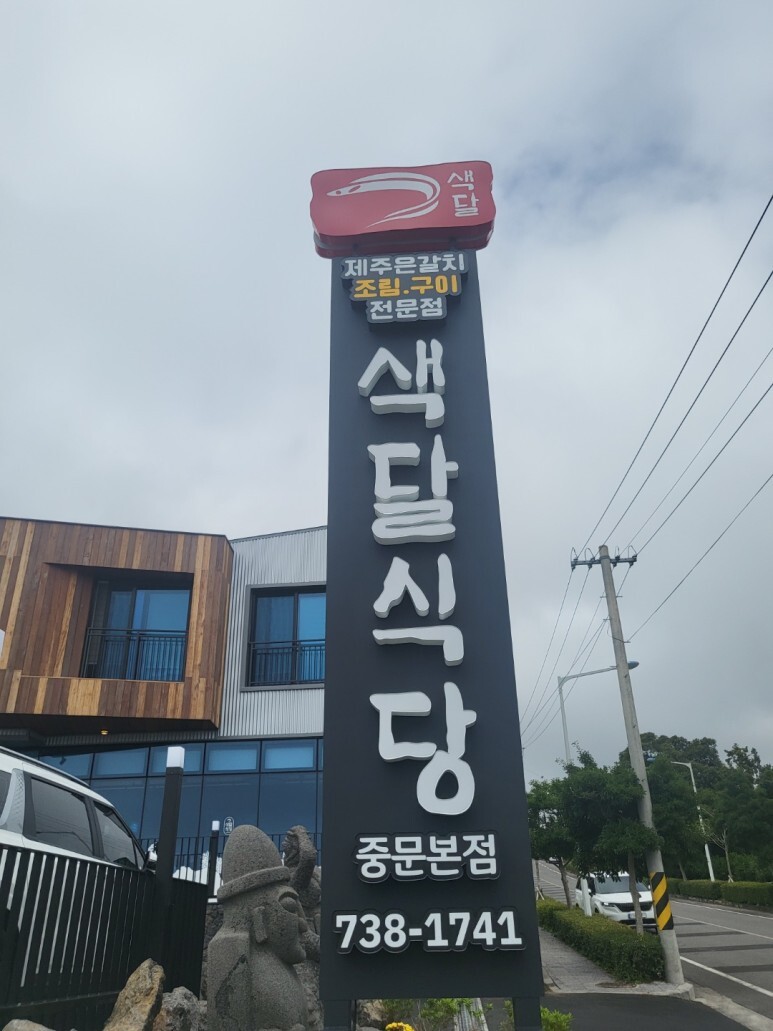 색달
제주은갈치
조림.구이
전문점
색달식당
중문본점
738-1741